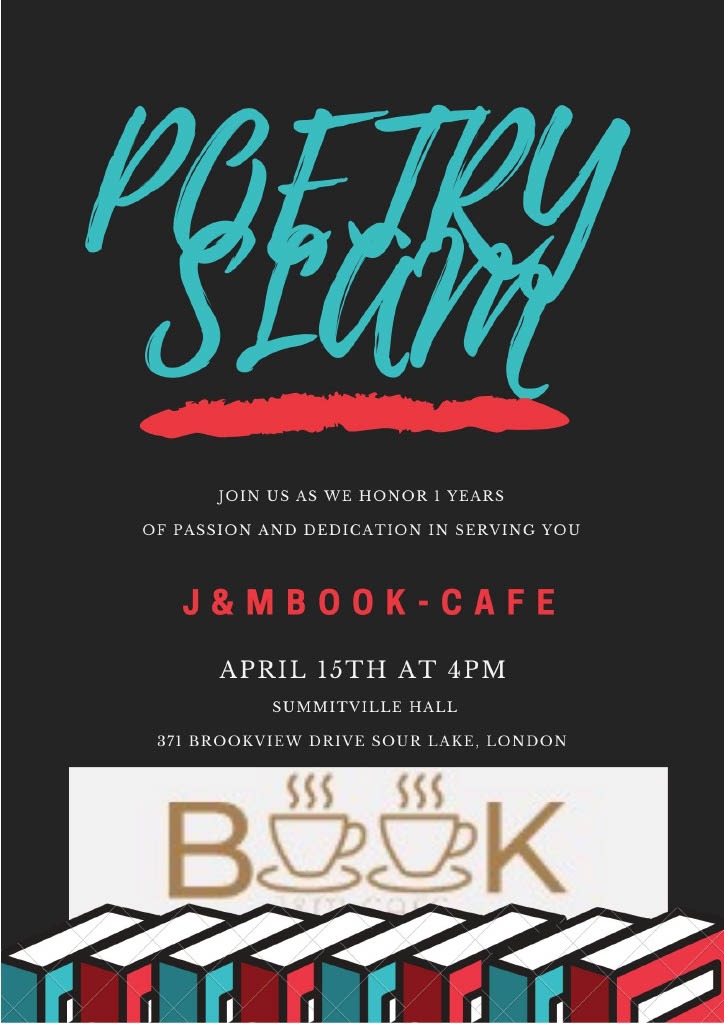 POETRY
SLAM
JOIN US AS WE HONOR 1 YEARS
OF PASSION AND DEDICATION IN SERVING YOU
J&MBOOK-CAFE
APRIL 15TH AT 4PM
SUMMITVILLE HALL
371 BROOKVIEW DRIVE SOUR LAKE, LONDON
BOOK